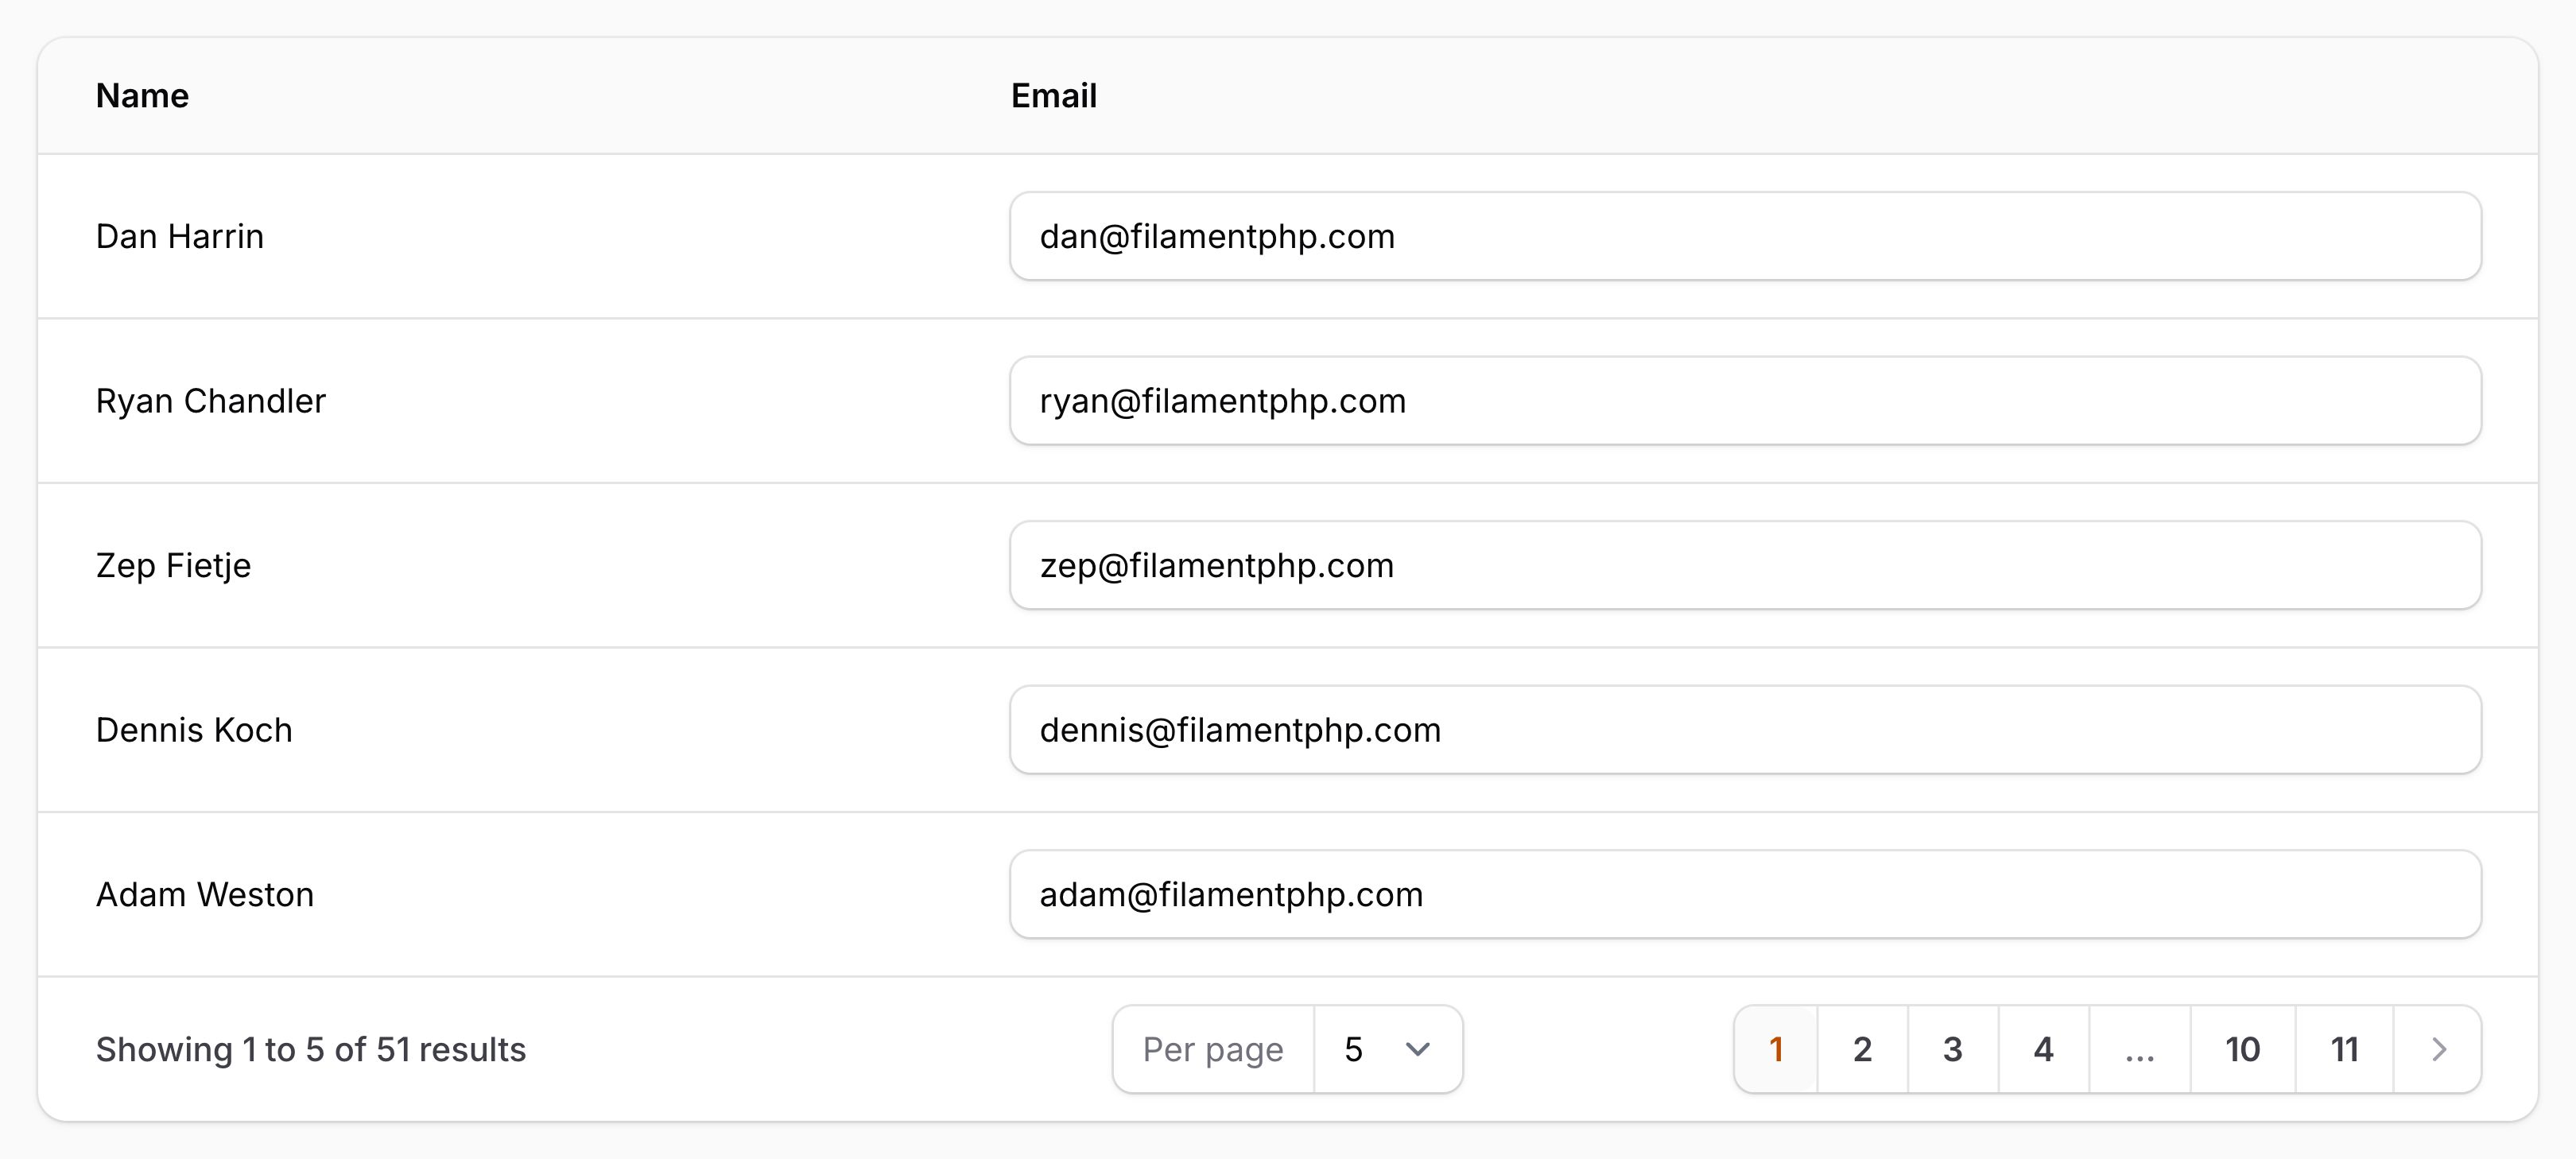 Name Email
Dan Harrin dan@filamentphp.com
Ryan Chandler ryan@filamentphp.com
Zep Fietje zep@filamentphp.com
Dennis Koch dennis@filamentphp.com
Adam Weston adam@filamentphp.com
Showing 1 to 5 of 51 results Per page 5 1 2 3 4 ... 10 11